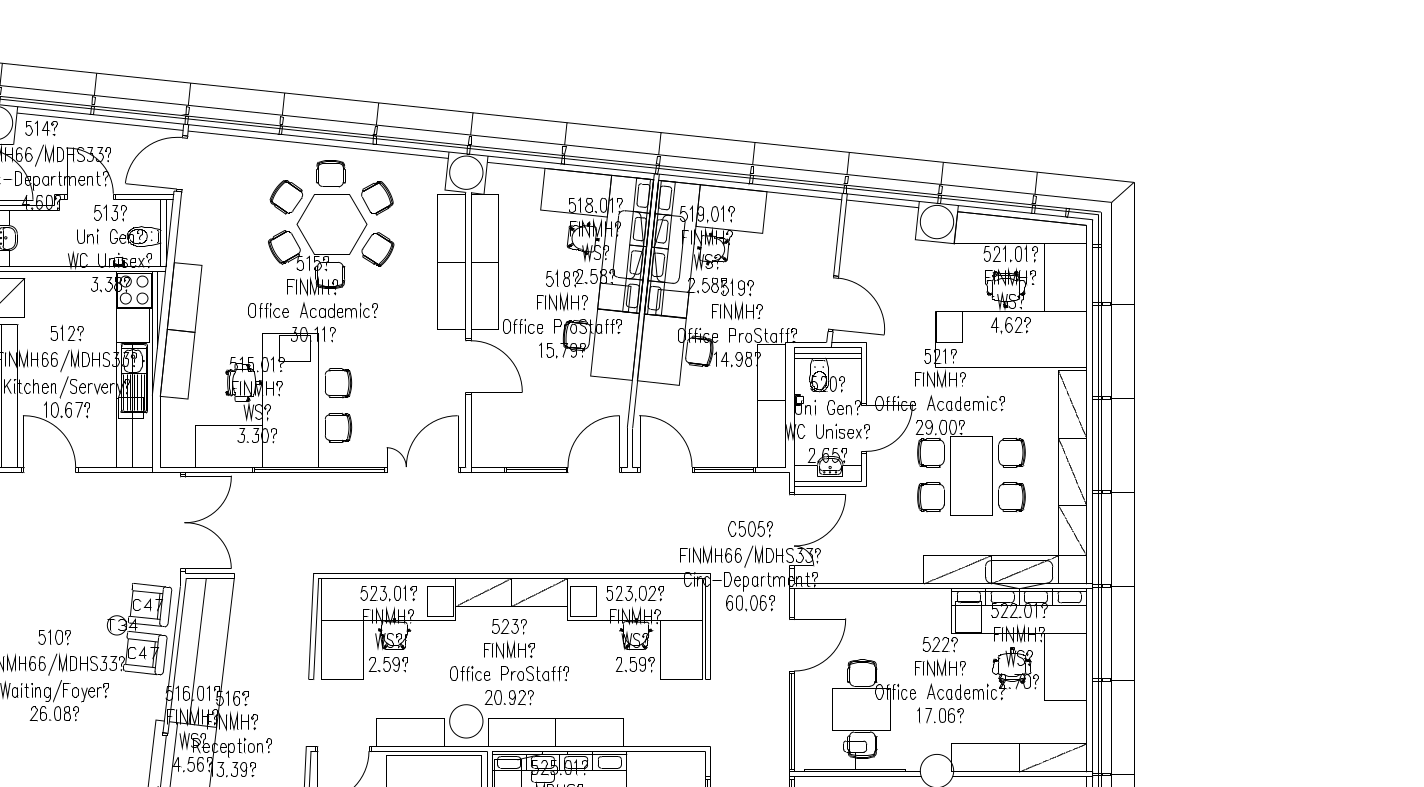 514?
MH66/MDHS33?
c-Department?
4.60?
513?
Uni Gen?
WC Unisex?
3.38?
512?
FINMH66/MDHS33?
Kitchen/Servery?
10.67?
515?
FINMH?
Office Academic?
30.11?
515.01?
FINMH?
WS?
3.30?
518.01?
FINMH?
WS?
2.58?
518?
FINMH?
Office ProStaff?
15.79?
519.01?
FINMH?
WS?
2.58?
519?
FINMH?
Office ProStaff?
14.98?
520?
Uni Gen?
WC Unisex?
2.65?
521.01?
FINMH?
WS?
4.62?
521?
FINMH?
Office Academic?
29.00?
C505?
FINMH66/MDHS33?
Circ-Department?
60.06?
C47
T34
C47
510?
NMH66/MDHS33?
Waiting/Foyer?
26.08?
516.01?
FINMH?
WS?
4.56?
516?
FINMH?
Reception?
13.39?
523.01?
FINMH?
WS?
2.59?
523?
FINMH?
Office ProStaff?
20.92?
523.02?
FINMH?
WS?
2.59?
522.01?
FINMH?
WS?
522?
FINMH?
Office Academic?
17.06?
525.01?
MDHS?